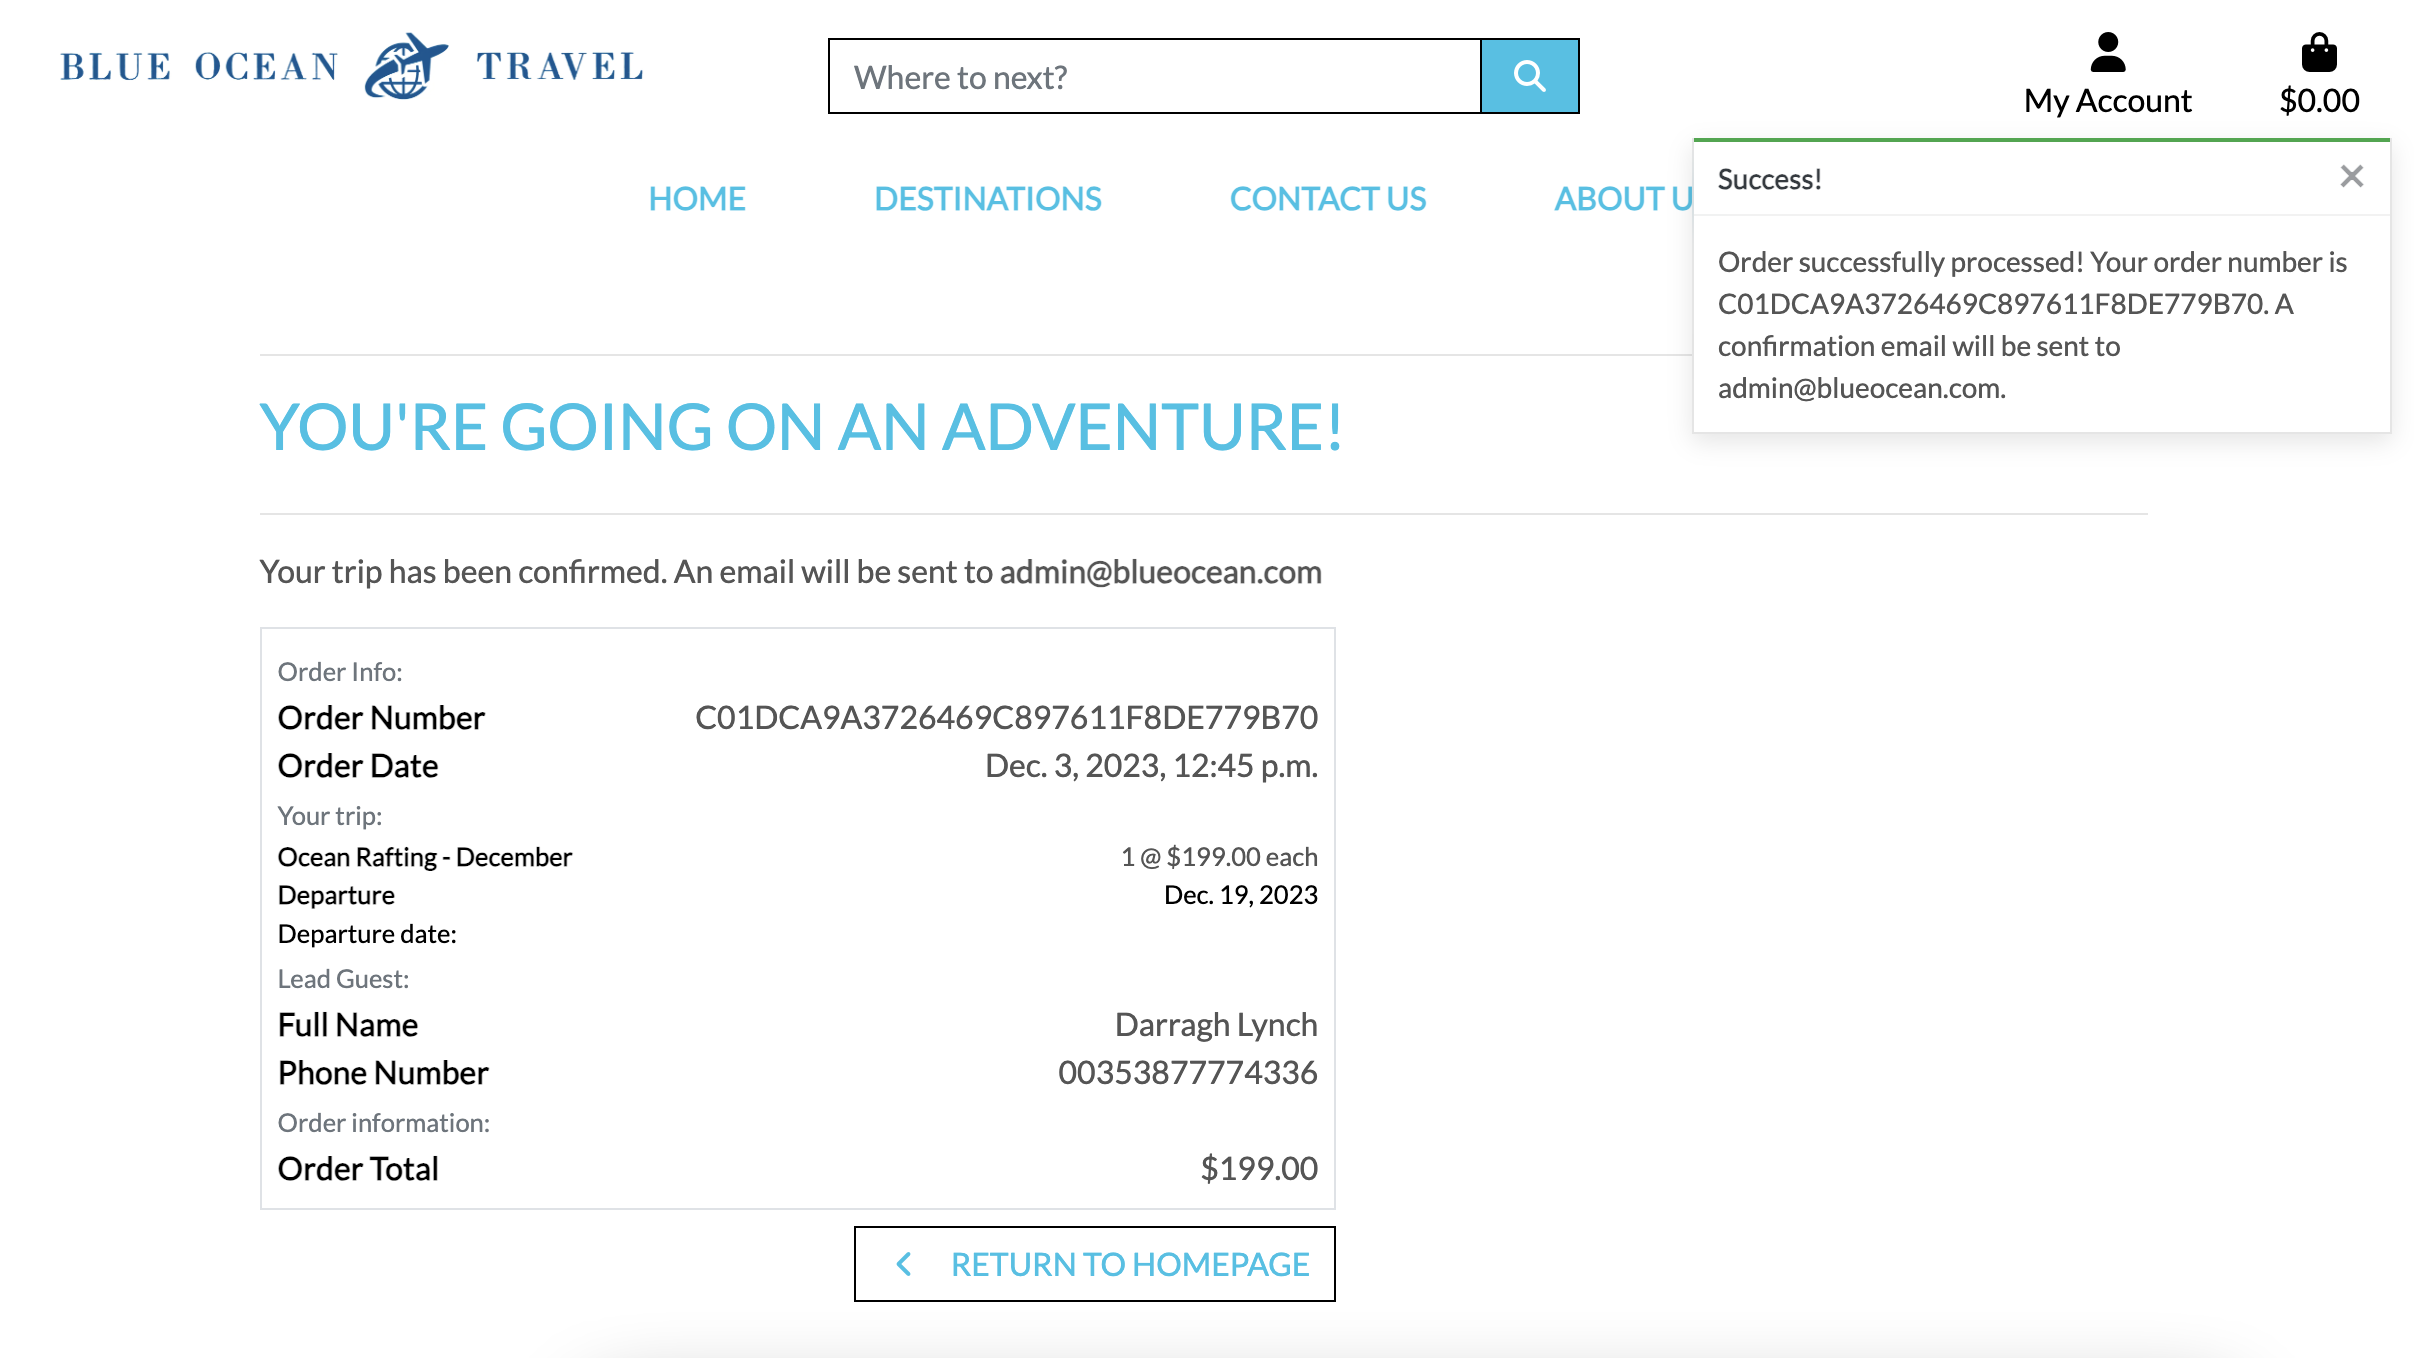 BLUE OCEAN TRAVEL
Where to next?
My Account
$0.00
HOME
DESTINATIONS
CONTACT US
ABOUT U
Success!
Order successfully processed! Your order number is
C01DCA9A3726469C897611F8DE779B70. A
confirmation email will be sent to
admin@blueocean.com.
YOU'RE GOING ON AN ADVENTURE!
Your trip has been confirmed. An email will be sent to admin@blueocean.com
Order Info:
Order Number C01DCA9A3726469C897611F8DE779B70
Order Date Dec. 3, 2023, 12:45 p.m.
Your trip:
Ocean Rafting - December 1 @ $199.00 each
Departure Dec. 19, 2023
Departure date:
Lead Guest:
Full Name Darragh Lynch
Phone Number 00353877774336
Order information:
Order Total $199.00
RETURN TO HOMEPAGE